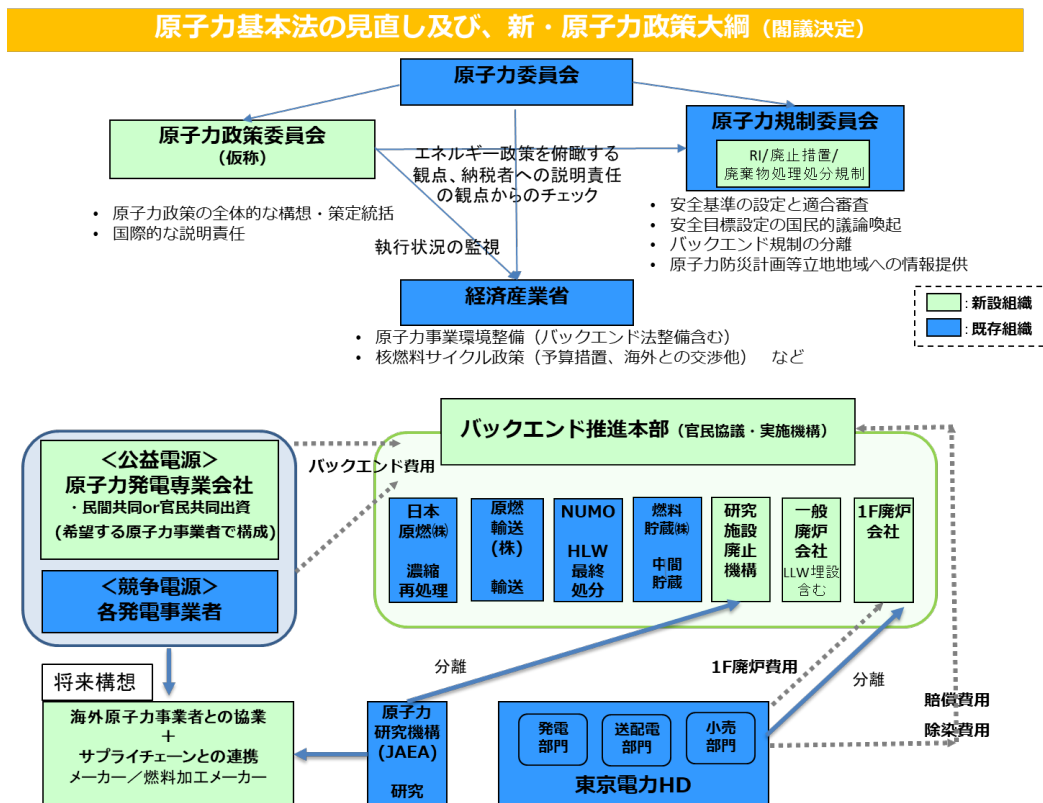 原子力基本法の見直し及び、新・原子力政策大綱（閣議決定）
原子力委員会
原子力政策委員会
（仮称）
原子力規制委員会
RI/廃止措置/
廃棄物処理処分規制
エネルギー政策を俯瞰する
観点、納税者への説明責任
の観点からのチェック
• 原子力政策の全体的な構想・策定統括
• 国際的な説明責任
• 安全基準の設定と適合審査
• 安全目標設定の国民的議論喚起
• バックエンド規制の分離
• 原子力防災計画等立地地域への情報提供
執行状況の監視
経済産業省
• 原子力事業環境整備（バックエンド法整備含む）
• 核燃料サイクル政策（予算措置、海外との交渉他）　など
：新設組織
：既存組織
バックエンド推進本部（官民協議・実施機構）
＜公益電源＞
原子力発電専業会社
・民間共同or官民共同出資
(希望する原子力事業者で構成)
＜競争電源＞
各発電事業者
バックエンド費用
日本
原燃㈱
濃縮
再処理
原燃
輸送
(株)
輸送
NUMO
HLW
最終
処分
燃料
貯蔵㈱
中間
貯蔵
研究
施設
廃止
機構
一般
廃炉
会社
LLW埋設
含む
1F廃炉
会社
分離
1F廃炉費用
分離
賠償費用
除染費用
将来構想
海外原子力事業者との協業
＋
サプライチェーンとの連携
メーカー／燃料加工メーカー
原子力
研究機構
(JAEA)
研究
発電
部門
送配電
部門
小売
部門
東京電力HD